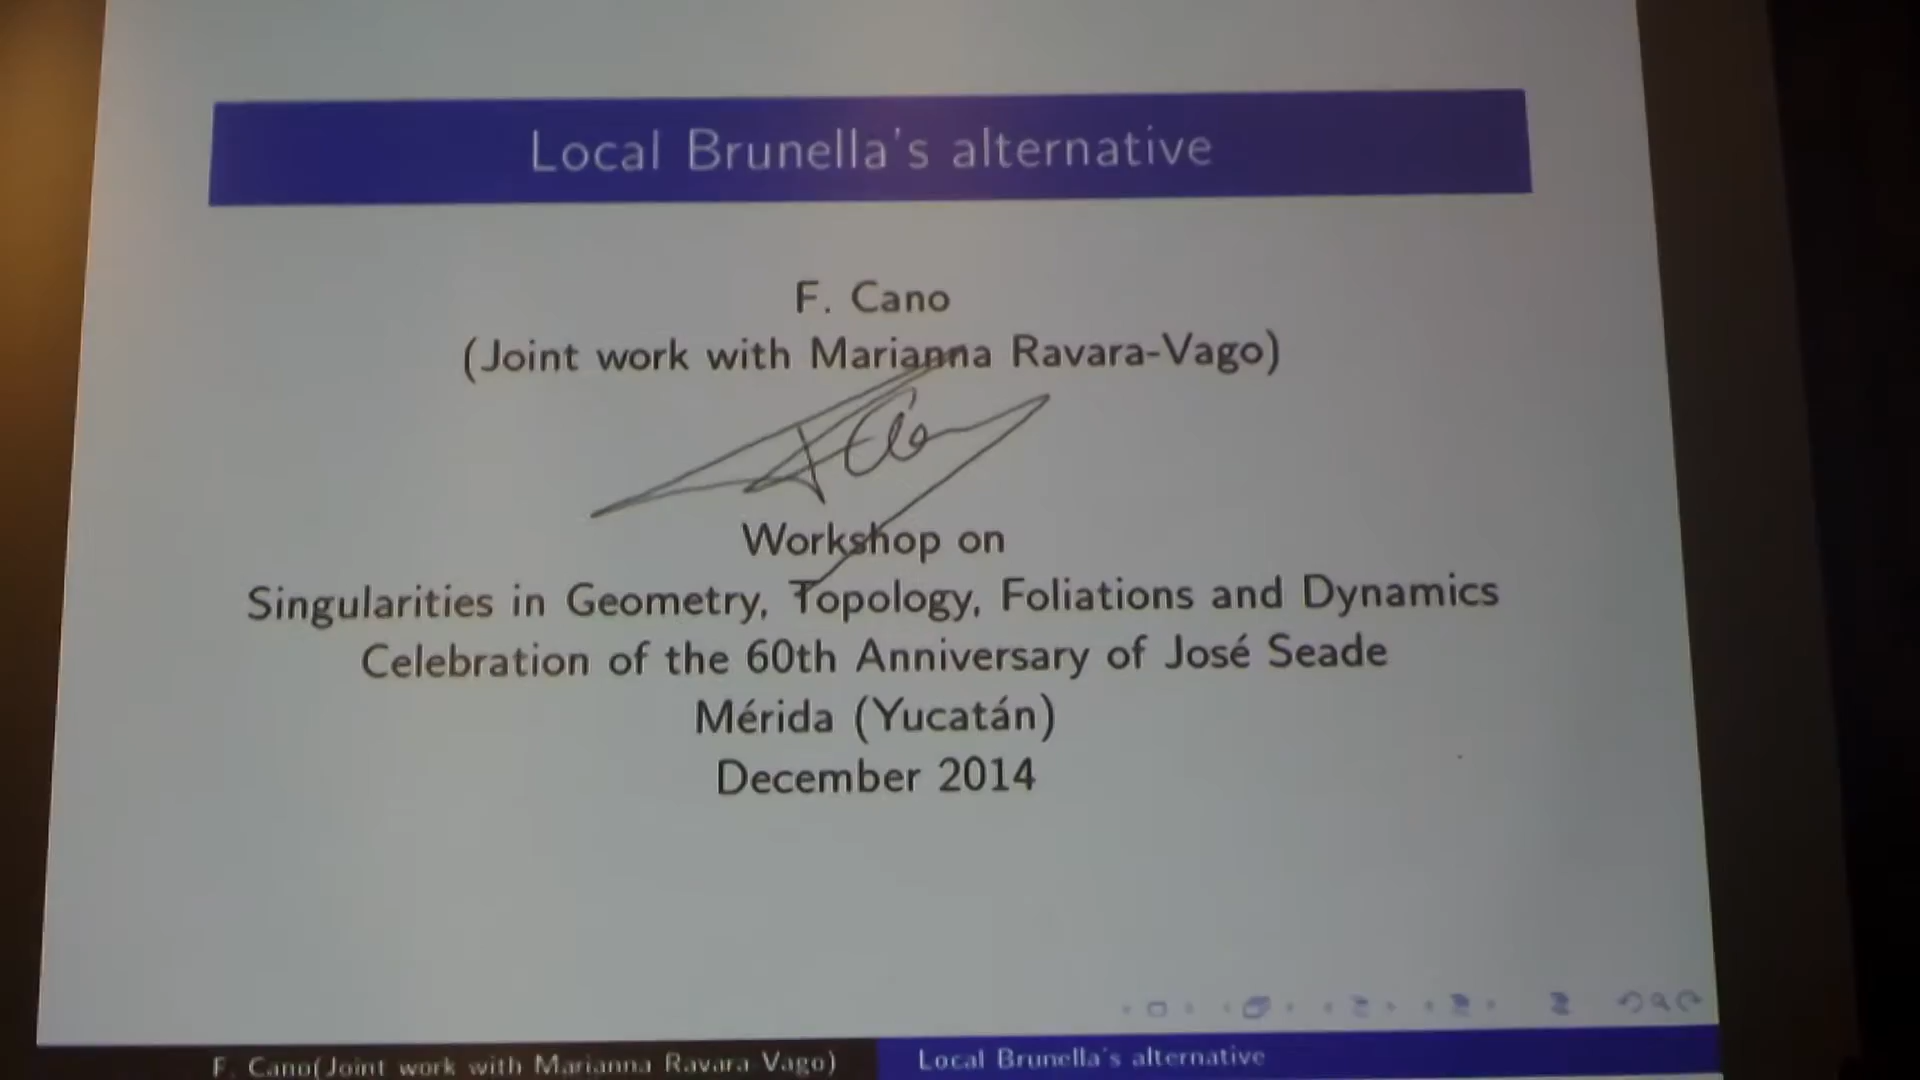 Local Brunella's alternative
F. Cano
(Joint work with Marianna Ravara-Vago)
Workshop on
Singularities in Geometry, Topology, Foliations and Dynamics
Celebration of the 60th Anniversary of José Seade
Mérida (Yucatán)
December 2014
F. Cano(Joint work with Marianna Ravara Vago)
Local Brunella's alternative